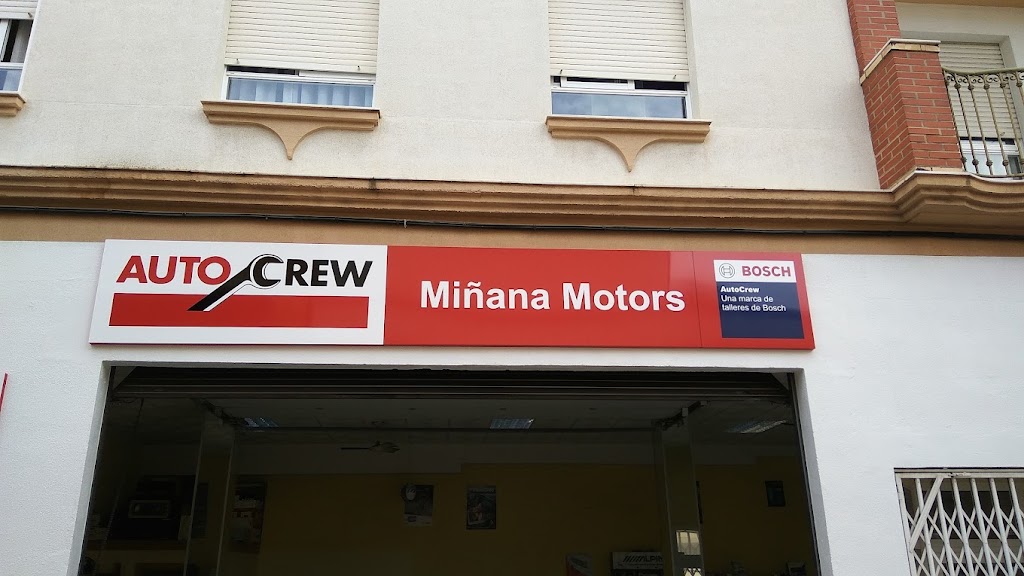 AUTO CREW
Miñana Motors
BOSCH
AutoCrew
Una marca de
talleres de Bosch